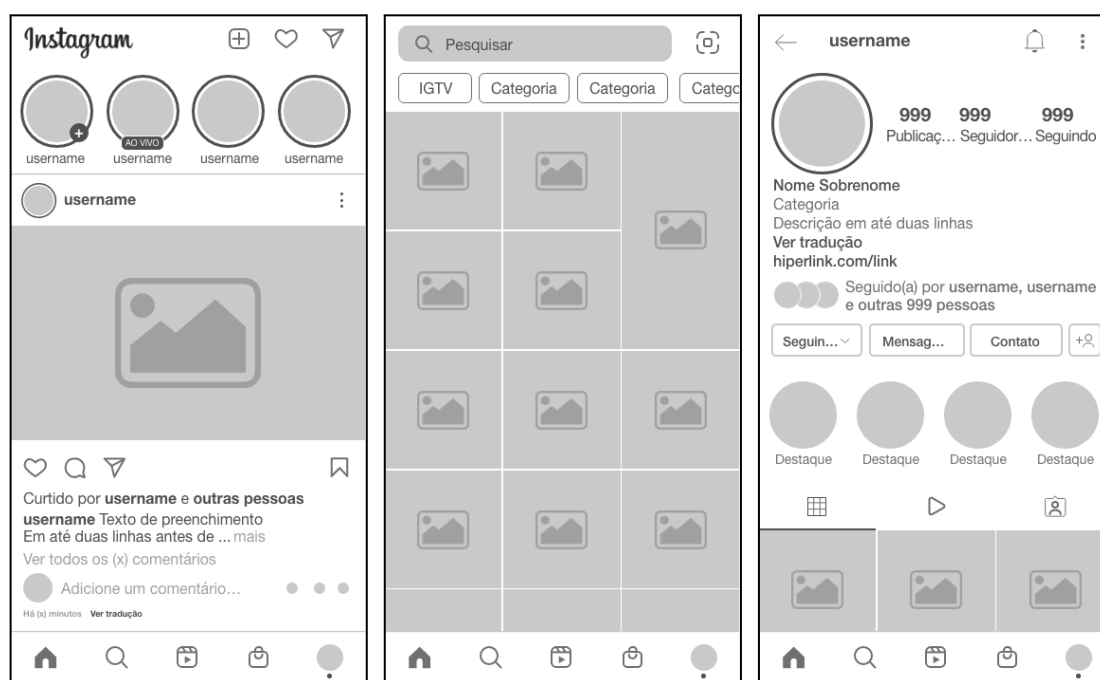 Instagram
AO VIVO
username username username username
username
Curtido por username e outras pessoas
username Texto de preenchimento
Em até duas linhas antes de ... mais
Ver todos os (x) comentários
Adicione um comentário...
Há (x) minutos Ver tradução
Pesquisar
IGTV Categoria Categoria Catego
username
999 999 999
Publicaç... Seguidor... Seguindo
Nome Sobrenome
Categoria
Descrição em até duas linhas
Ver tradução
hiperlink.com/link
Seguido(a) por username, username
e outras 999 pessoas
Seguin... Mensag... Contato
Destaque Destaque Destaque Destaque